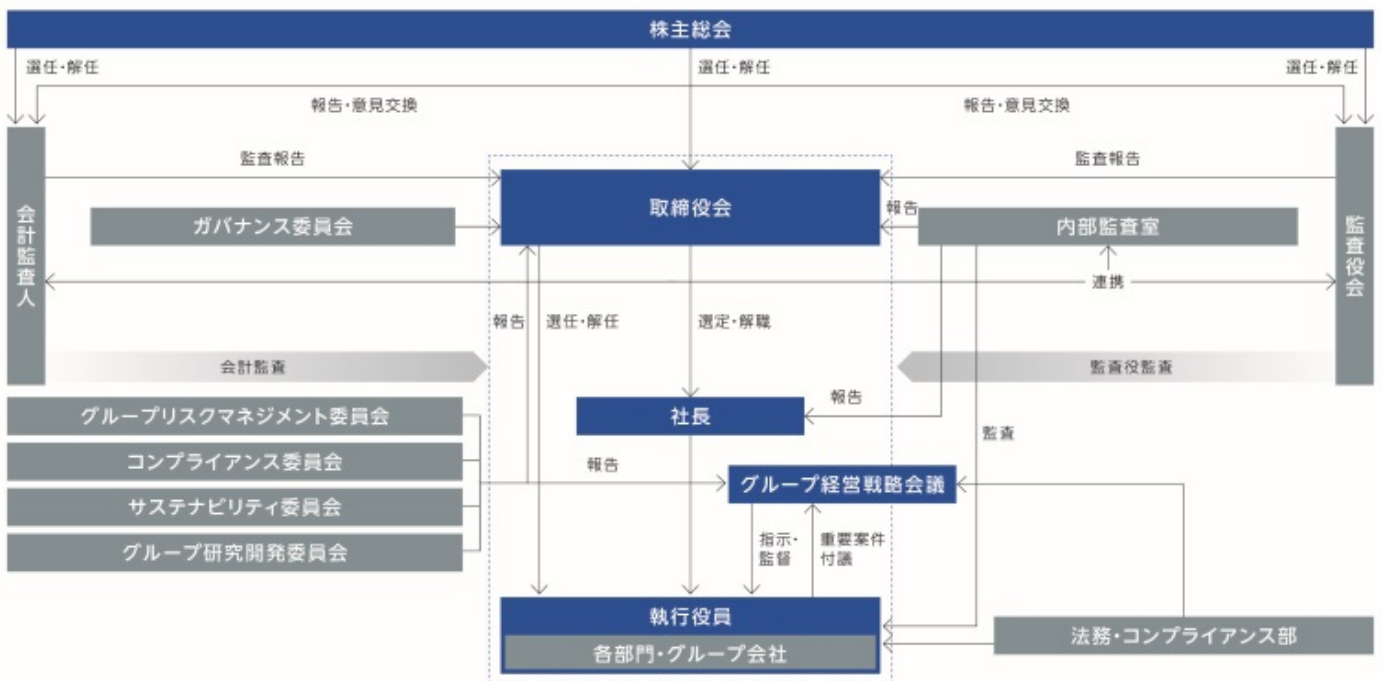 株主総会
選任・解任
選任・解任
選任・解任
報告・意見交換
報告・意見交換
監査報告
監査報告
会計監査人
取締役会
監査役会
ガバナンス委員会
報告
内部監査室
連携
報告
選任・解任
選定・解職
会計監査
監査役監査
グループリスクマネジメント委員会
社長
報告
監査
コンプライアンス委員会
報告
グループ経営戦略会議
サステナビリティ委員会
グループ研究開発委員会
指示・
監督
重要案件
付議
執行役員
各部門・グループ会社
法務・コンプライアンス部